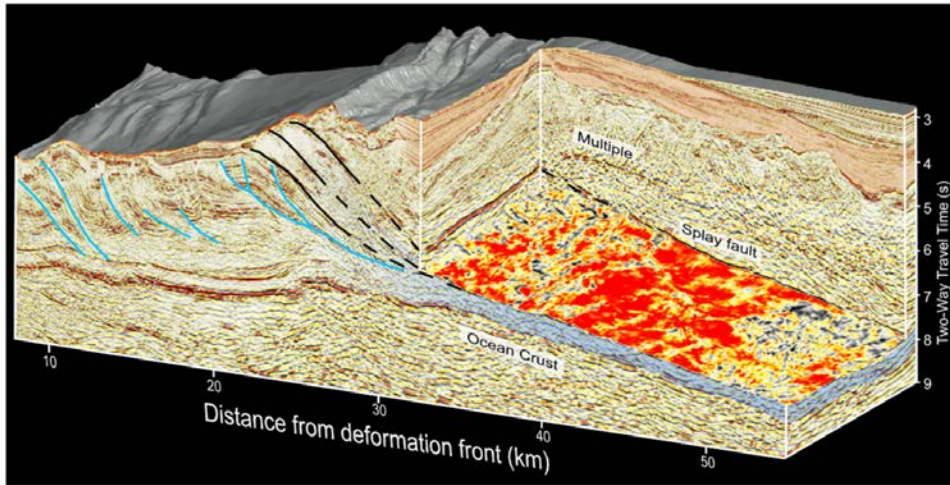 Multiple
Splay fault
Ocean Crust
3
4
5
6
7
8
9
Two-Way Travel Time (s)
10
20
30
40
50
Distance from deformation front (km)